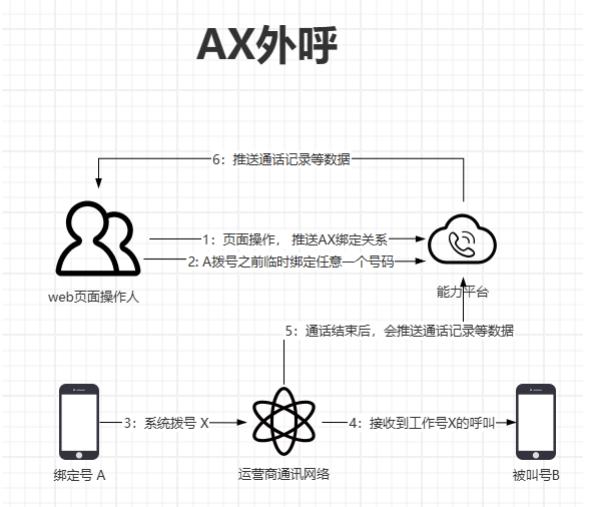 AX外呼
6：推送通话记录等数据
1：页面操作， 推送AX绑定关系
2: A拨号之前临时绑定任意一个号码
web页面操作人
能力平台
5：通话结束后，会推送通话记录等数据
3：系统拨号 X
4：接收到工作号X的呼叫
绑定号 A
运营商通讯网络
被叫号B